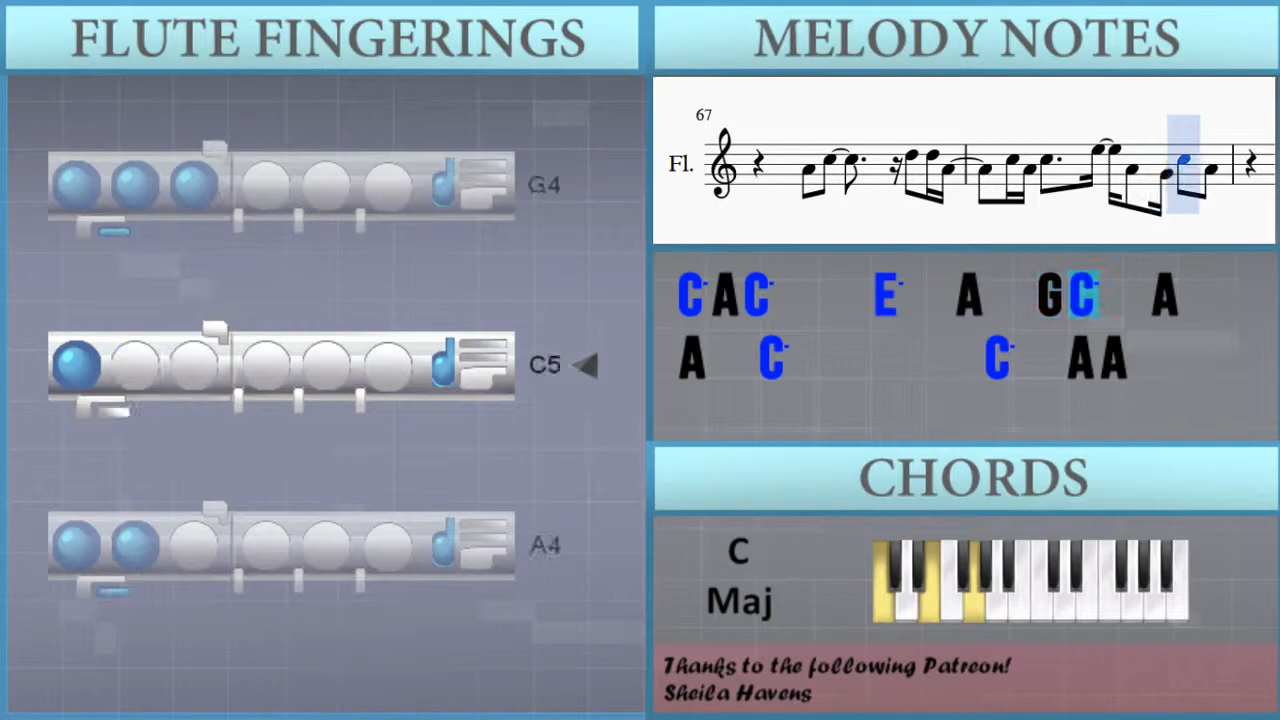 FLUTE FINGERINGS
G4
C5
A4
MELODY NOTES
67
Fl.
C- A C- E- A G C- A
A C- C- A A
CHORDS
C
Maj
Thanks to the following Patreon!
Sheila Havens